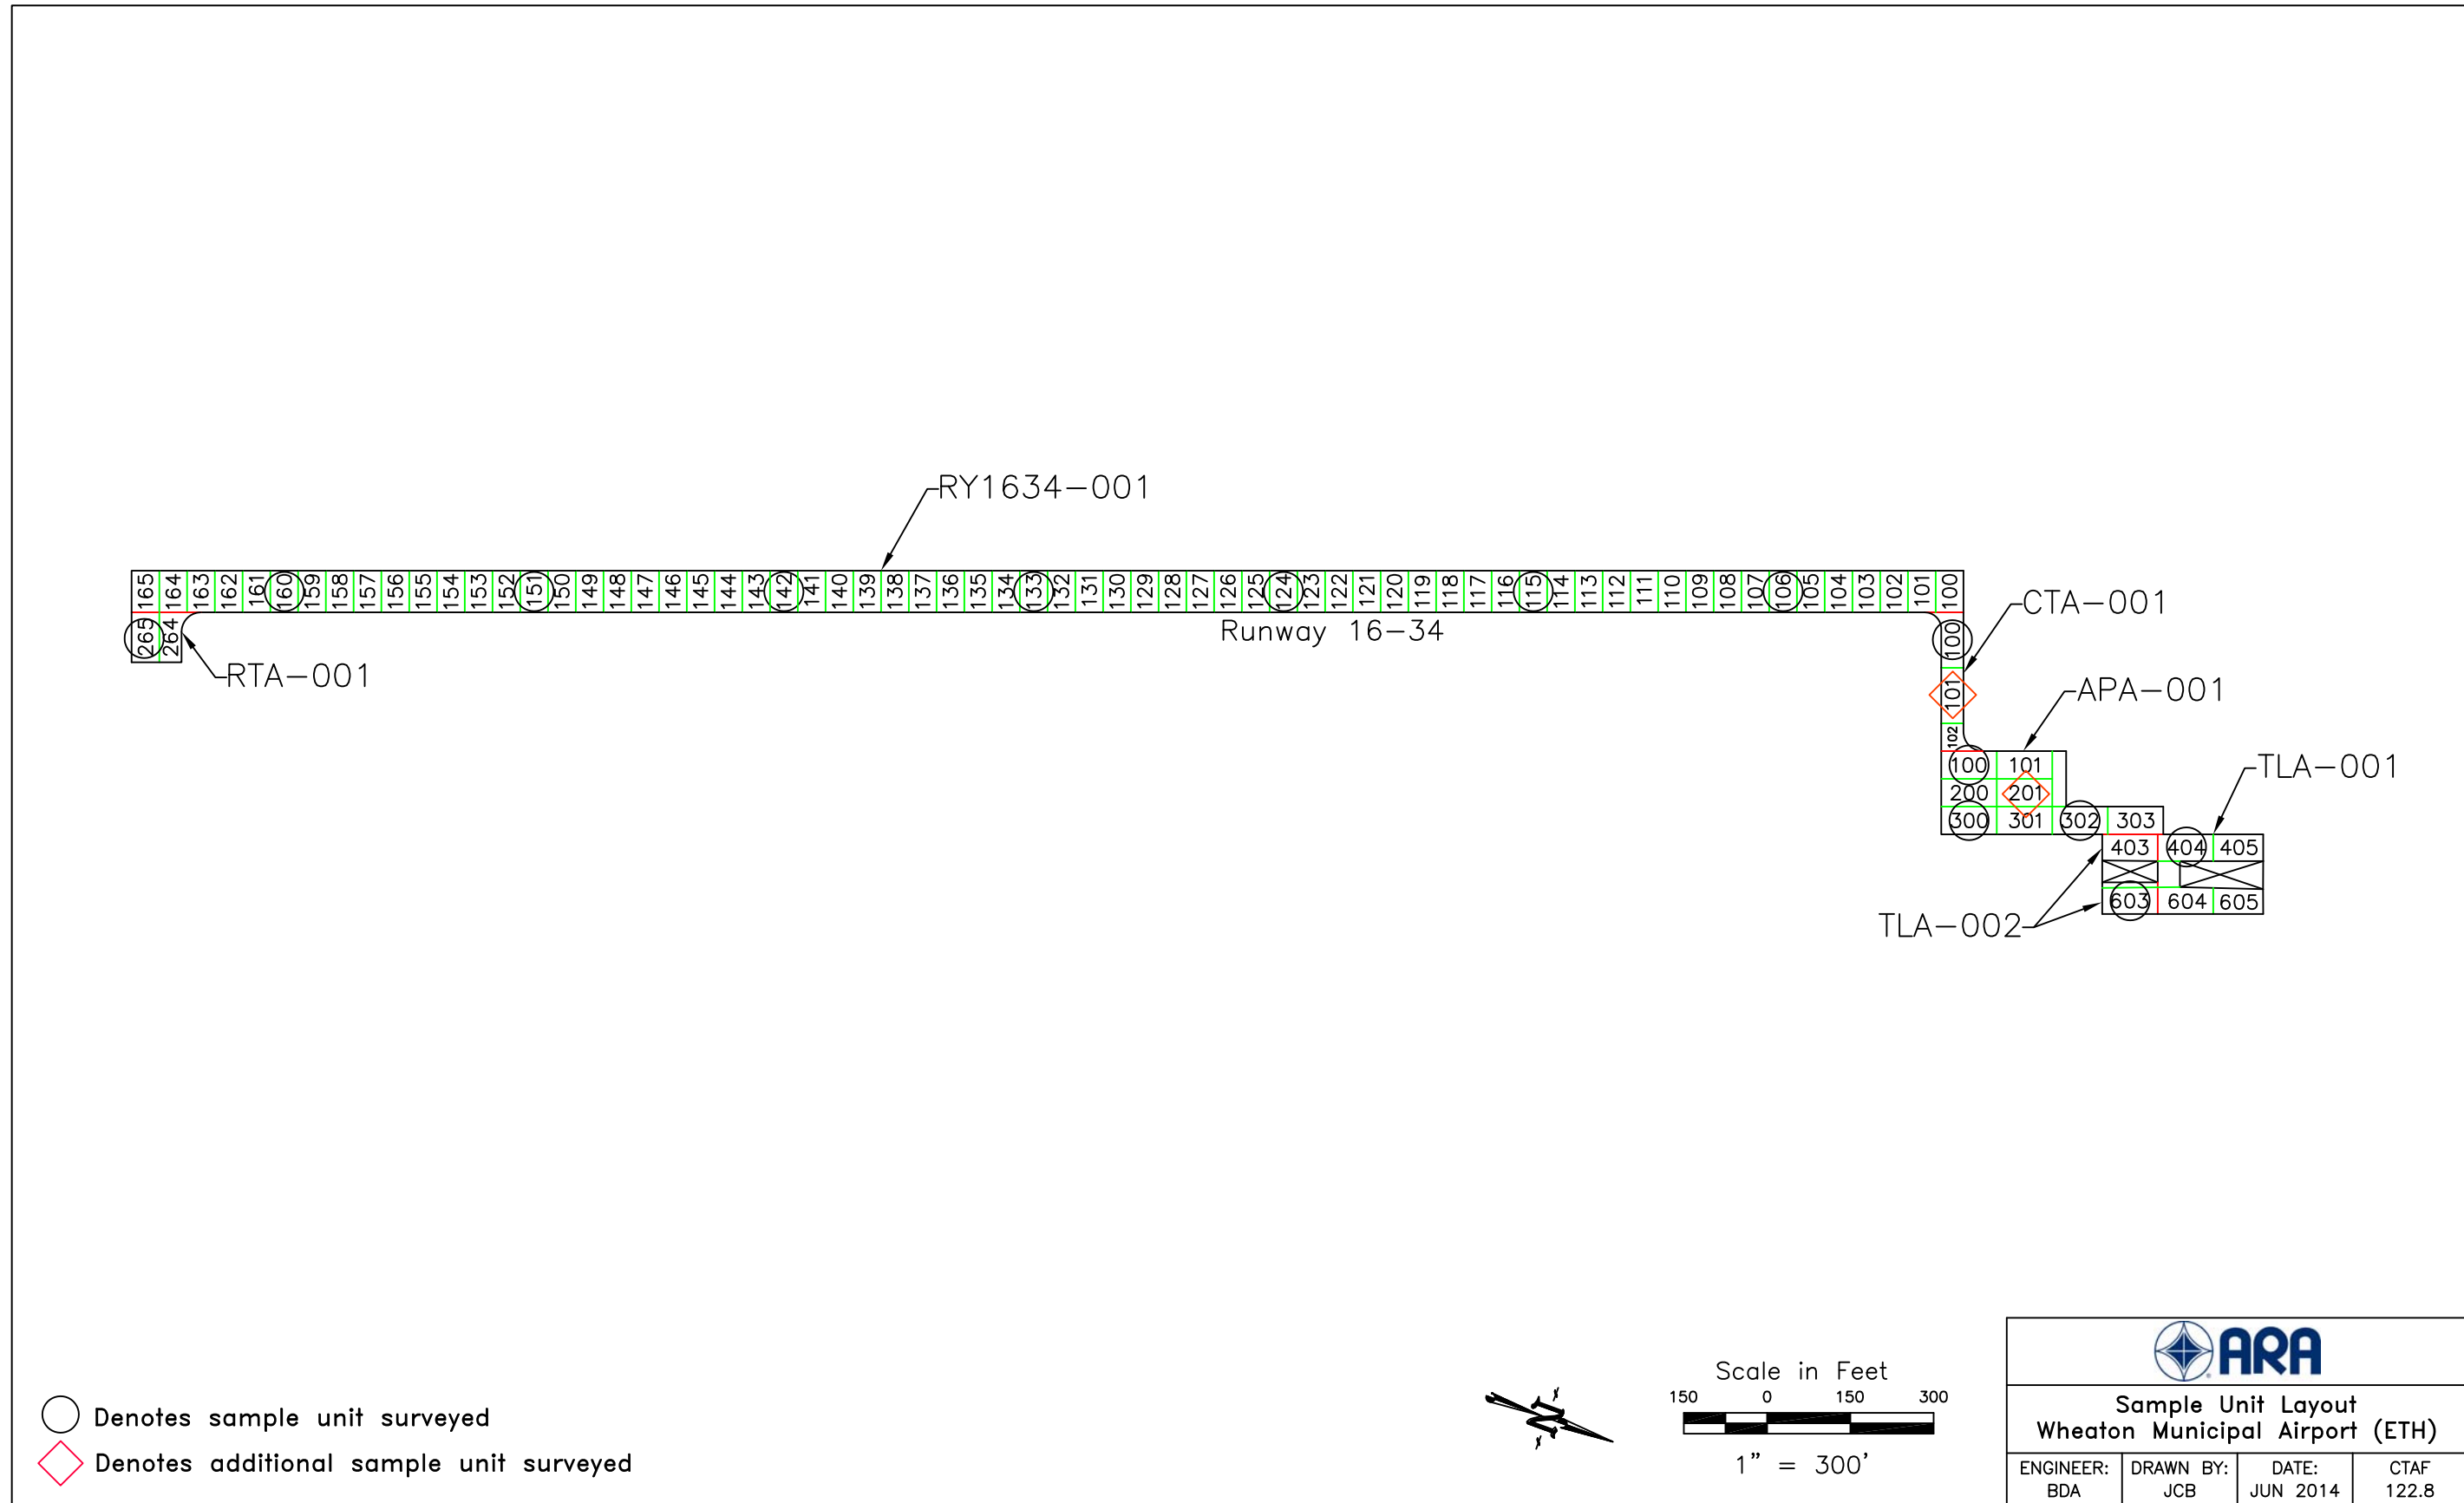 RY1634-001
165 164 163 162 161 160 159 158 157 156 155 154 153 152 151 150 149 148 147 146 145 144 143 142 141 140 139 138 137 136 135 134 133 132 131 130 129 128 127 126 125 124 123 122 121 120 119 118 117 116 115 114 113 112 111 110 109 108 107 106 105 104 103 102 101 100
CTA-001
Runway 16-34
265 264
100
RTA-001
101
APA-001
102
100 101
TLA-001
200 201
300 301 302 303
403 404 405
603 604 605
TLA-002
Scale in Feet
150 0 150 300
1" = 300'
N
Denotes sample unit surveyed
Denotes additional sample unit surveyed
ARA
Sample Unit Layout
Wheaton Municipal Airport (ETH)
ENGINEER: DRAWN BY: DATE: CTAF
BDA JCB JUN 2014 122.8